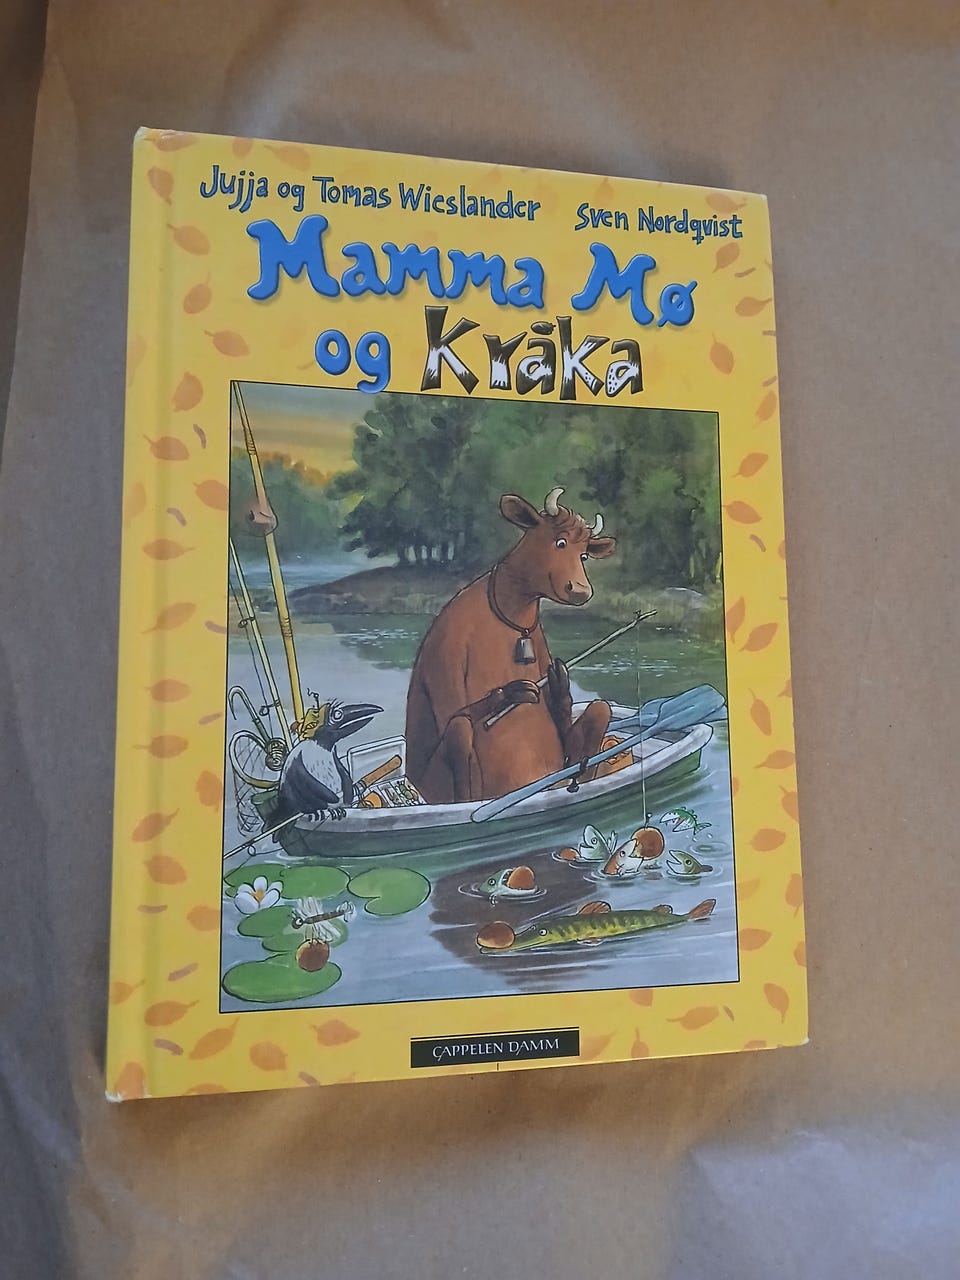 Jujja og Tomas Wieslander Sven Nordqvist
Mamma Mø
og Kråka
CAPPELEN DAMM